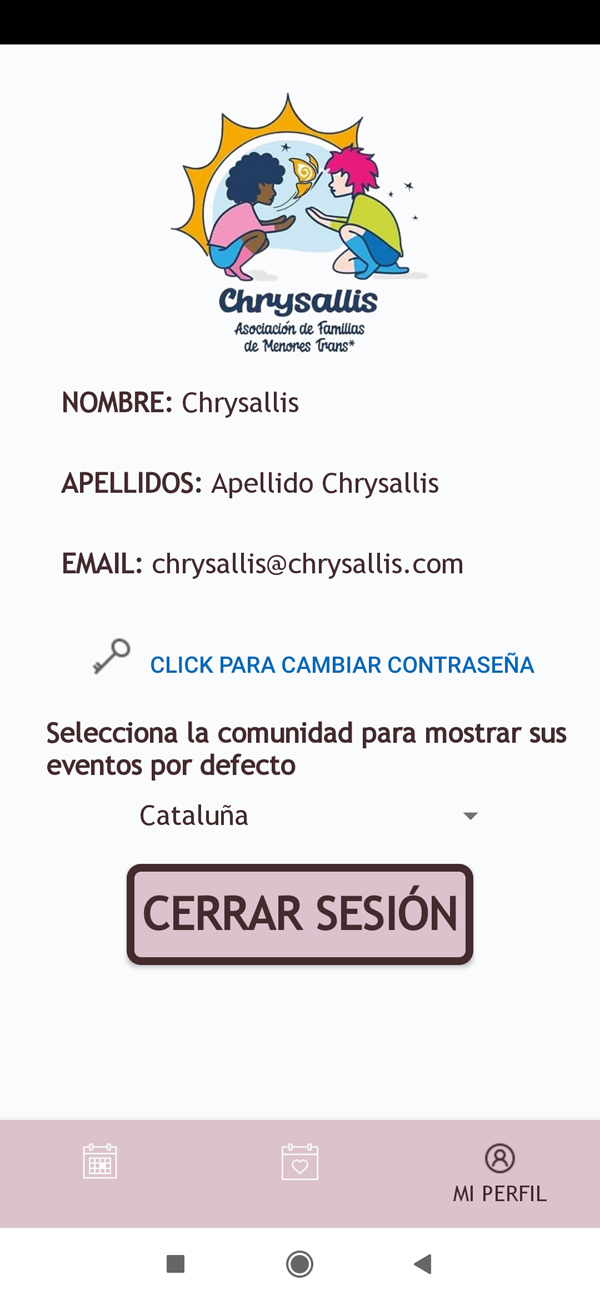 Chrysallis
Asociación de Familias
de Menores Trans*
NOMBRE: Chrysallis
APELLIDOS: Apellido Chrysallis
EMAIL: chrysallis@chrysallis.com
CLICK PARA CAMBIAR CONTRASEÑA
Selecciona la comunidad para mostrar sus
eventos por defecto
Cataluña
CERRAR SESIÓN
MI PERFIL